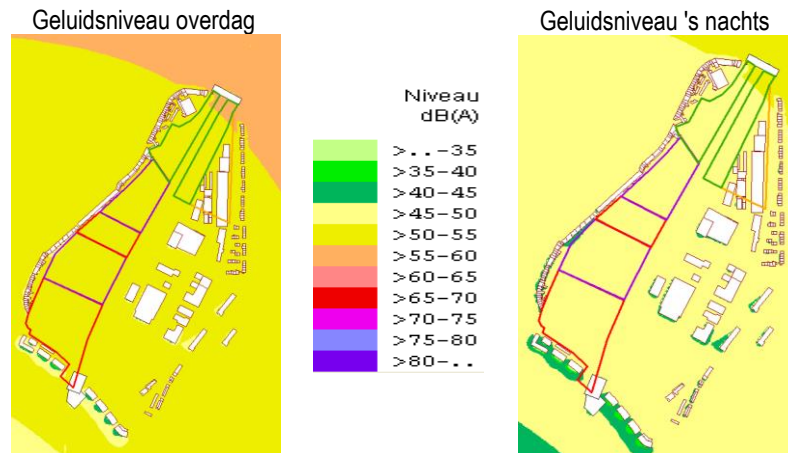 Geluidsniveau overdag
Geluidsniveau 's nachts
Niveau
dB(A)
>..-35
>35-40
>40-45
>45-50
>50-55
>55-60
>60-65
>65-70
>70-75
>75-80
>80-..